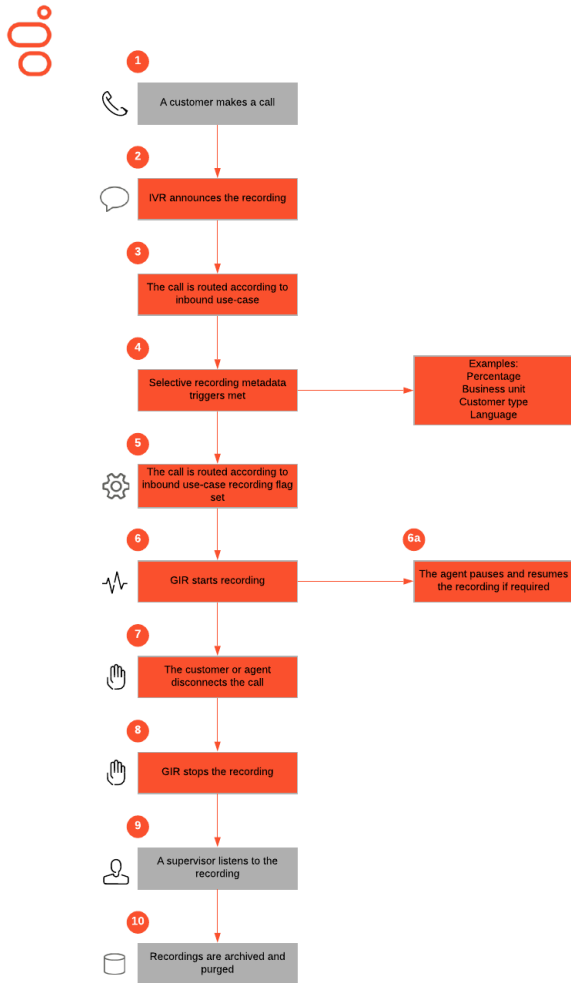 1
A customer makes a call
2
IVR announces the recording
3
The call is routed according to
inbound use-case
4
Selective recording metadata
triggers met
Examples:
Percentage
Business unit
Customer type
Language
5
The call is routed according to
inbound use-case recording flag
set
6
GIR starts recording
6a
The agent pauses and resumes
the recording if required
7
The customer or agent
disconnects the call
8
GIR stops the recording
9
A supervisor listens to the
recording
10
Recordings are archived and
purged